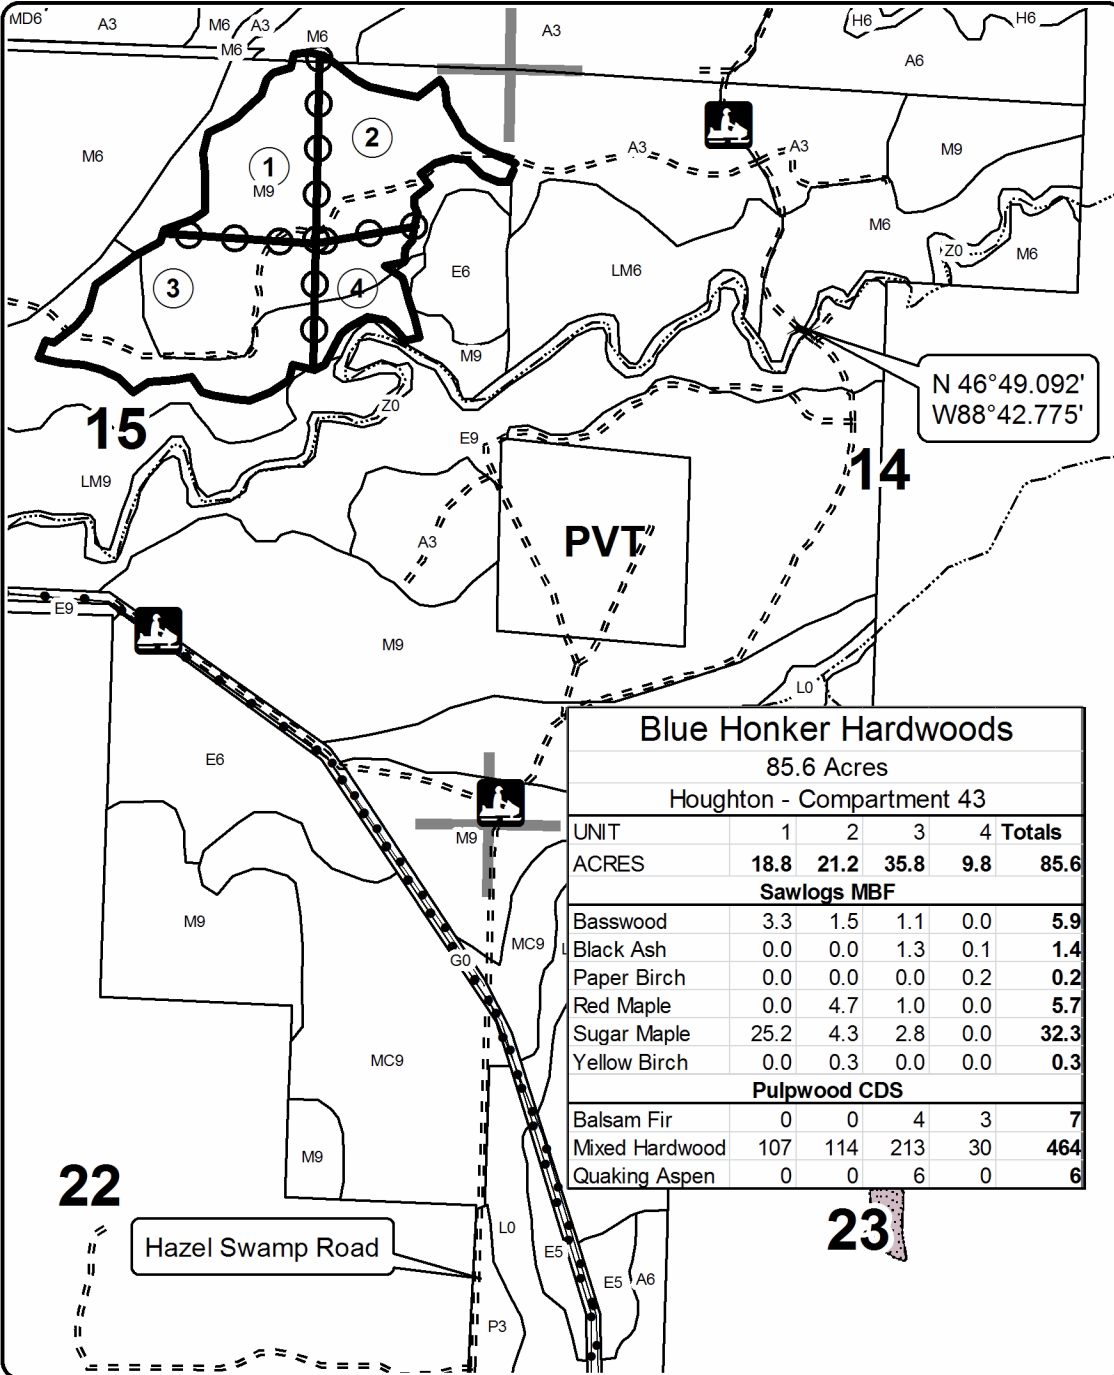 MD6 A3 M6 A3 M6 M6 A3 H6 H6
A6
M6
2
1
M9
A3 A3 M9
M6
Z0 M6
3
4
E6
LM6
M9
N 46°49.092'
W88°42.775'
15
Z0
E9
14
LM9
A3
PVT
E9
M9
L0
E6
M9
M9
MC9
L
G0
MC9
M9
22
Hazel Swamp Road
L0
E5
E5 A6
P3
23
Blue Honker Hardwoods
85.6 Acres
Houghton - Compartment 43
UNIT 1 2 3 4 Totals
ACRES 18.8 21.2 35.8 9.8 85.6
Sawlogs MBF
Basswood 3.3 1.5 1.1 0.0 5.9
Black Ash 0.0 0.0 1.3 0.1 1.4
Paper Birch 0.0 0.0 0.0 0.2 0.2
Red Maple 0.0 4.7 1.0 0.0 5.7
Sugar Maple 25.2 4.3 2.8 0.0 32.3
Yellow Birch 0.0 0.3 0.0 0.0 0.3
Pulpwood CDS
Balsam Fir 0 0 4 3 7
Mixed Hardwood 107 114 213 30 464
Quaking Aspen 0 0 6 0 6